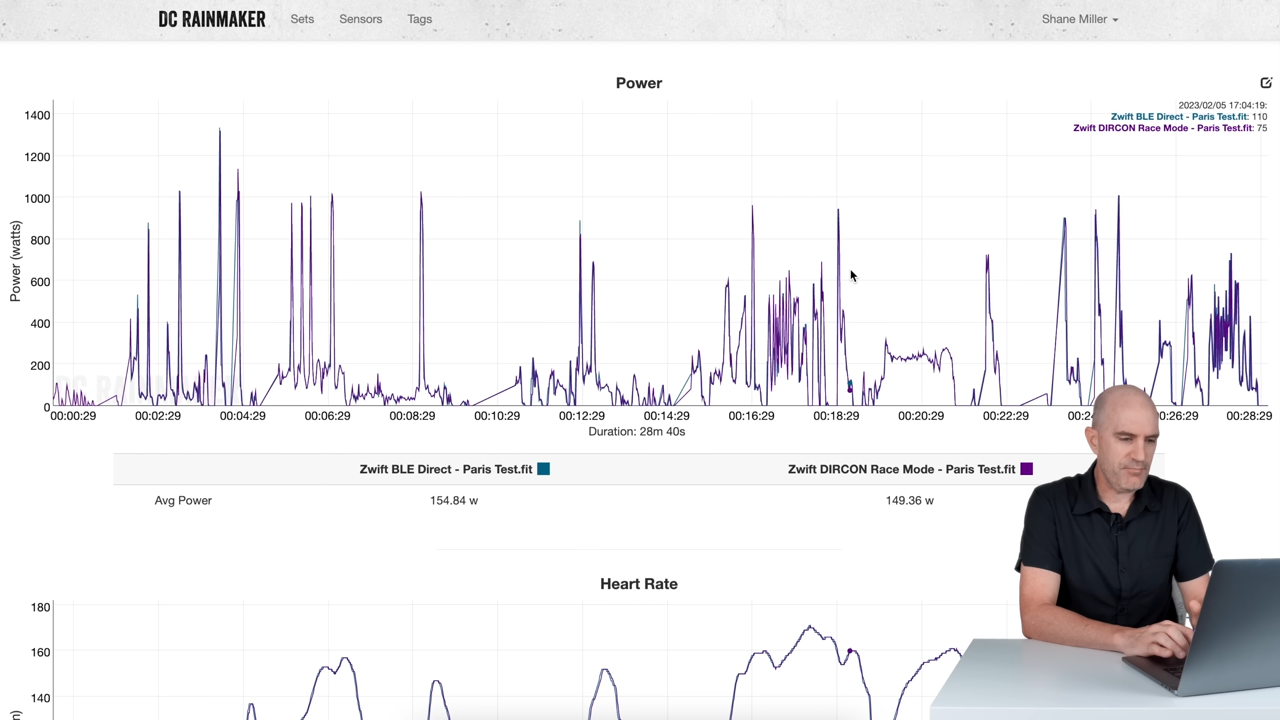 DC RAINMAKER Sets Sensors Tags Shane Miller
Power
2023/02/05 17:04:19:
Zwift BLE Direct - Paris Test.fit: 110
Zwift DIRCON Race Mode - Paris Test.fit: 75
1400
1200
1000
800
600
400
200
0
Power (watts)
DC RAINMA
00:00:29 00:02:29 00:04:29 00:06:29 00:08:29 00:10:29 00:12:29 00:14:29 00:16:29 00:18:29 00:20:29 00:22:29 00:2 00:26:29 00:28:29
Duration: 28m 40s
Zwift BLE Direct - Paris Test.fit Zwift DIRCON Race Mode - Paris Test.fit
Avg Power 154.84 w 149.36 w
Heart Rate
180
160
140